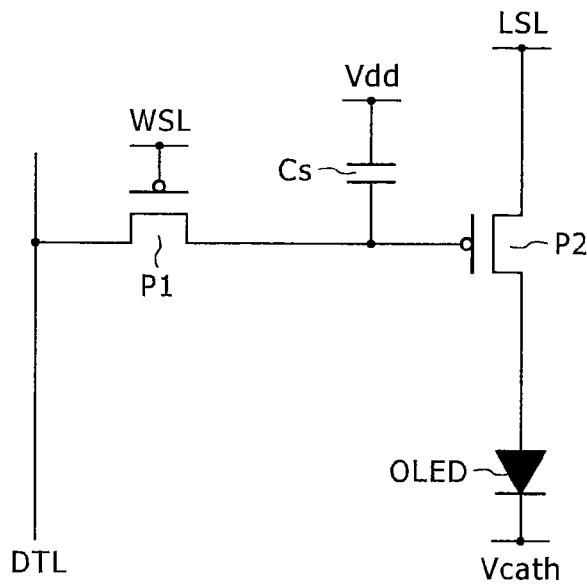 LSL
Vdd
WSL
Cs
P2
P1
OLED
DTL
Vcath